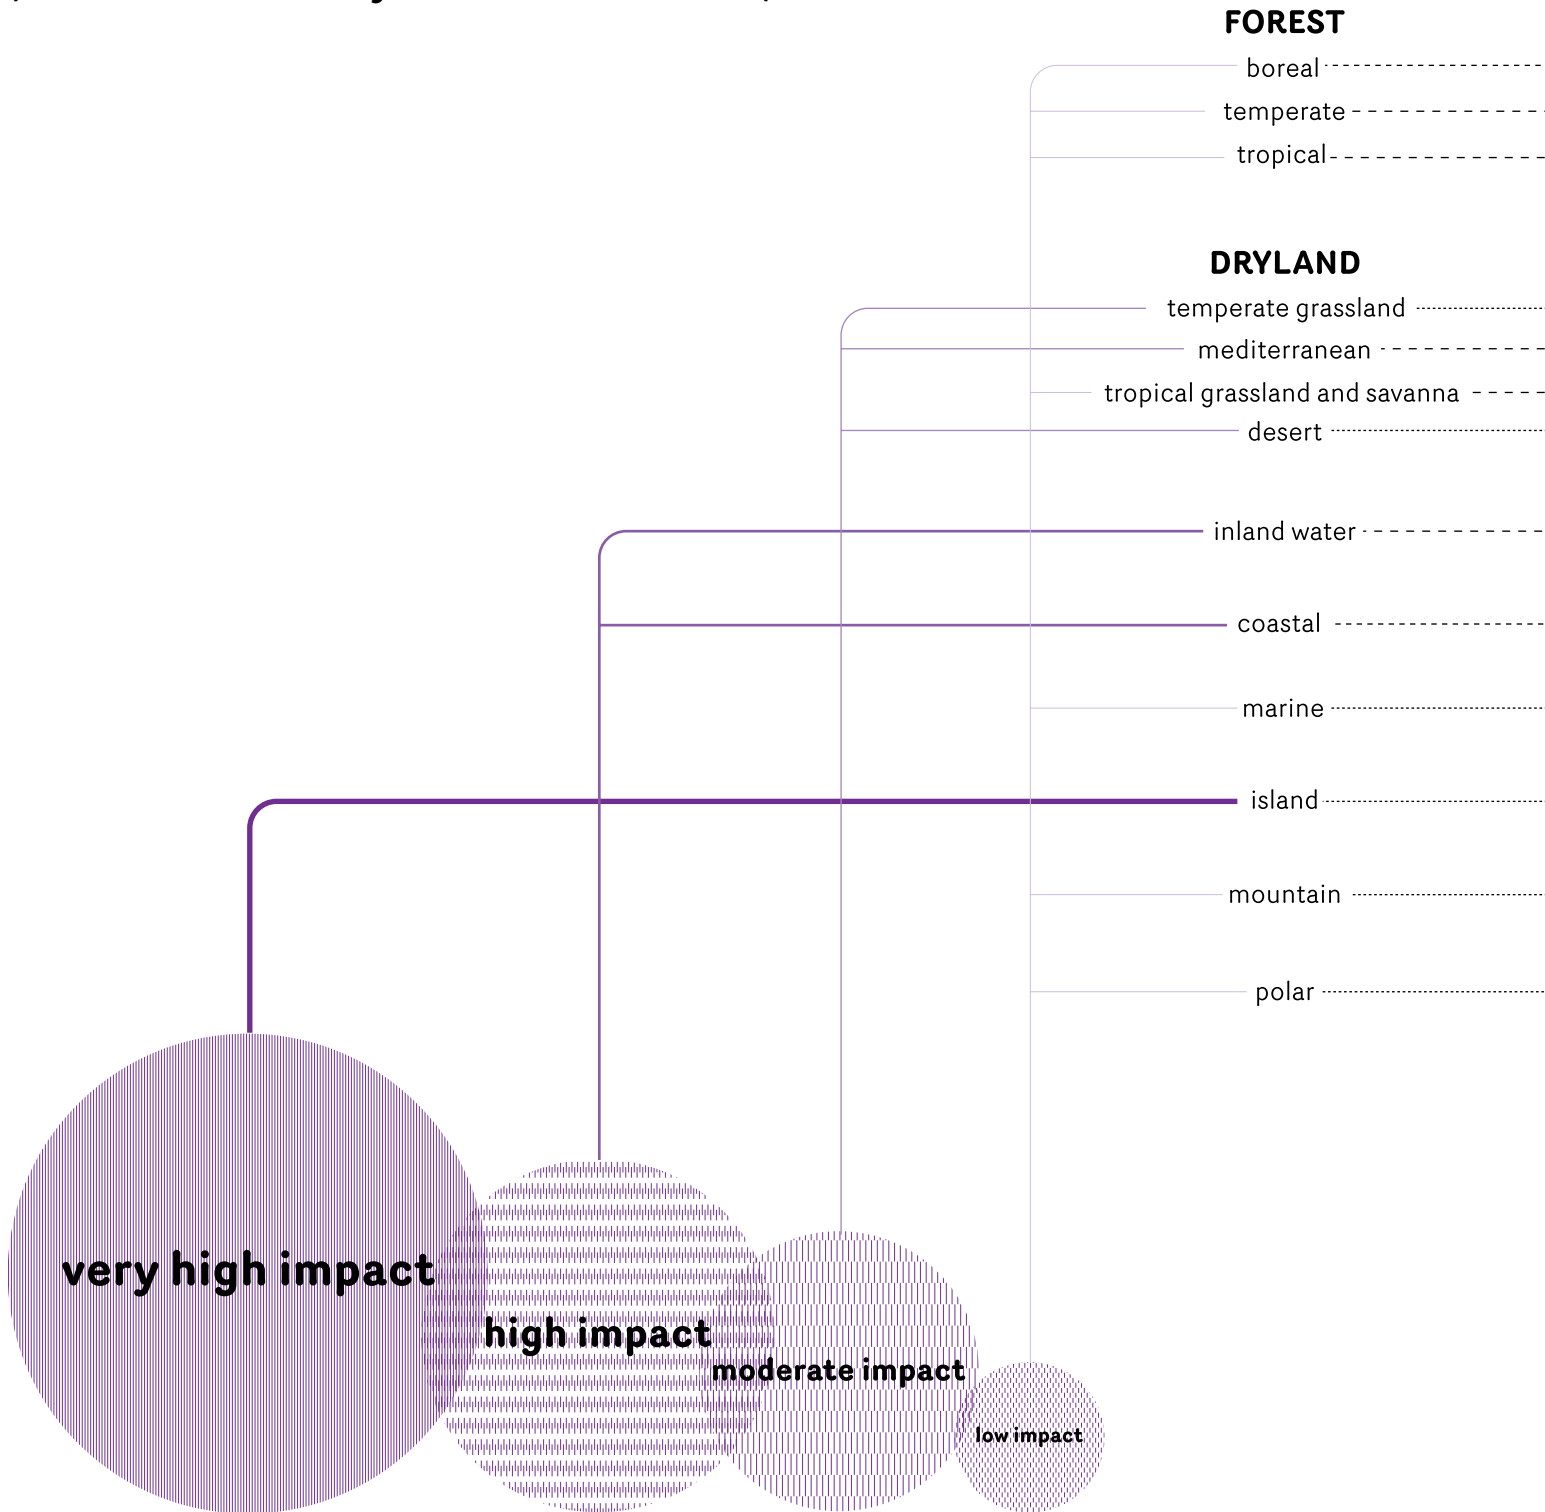 FOREST
boreal
temperate
tropical
DRYLAND
temperate grassland
mediterranean
tropical grassland and savanna
desert
inland water
coastal
marine
island
mountain
polar
very high impact
high impact
moderate impact
low impact